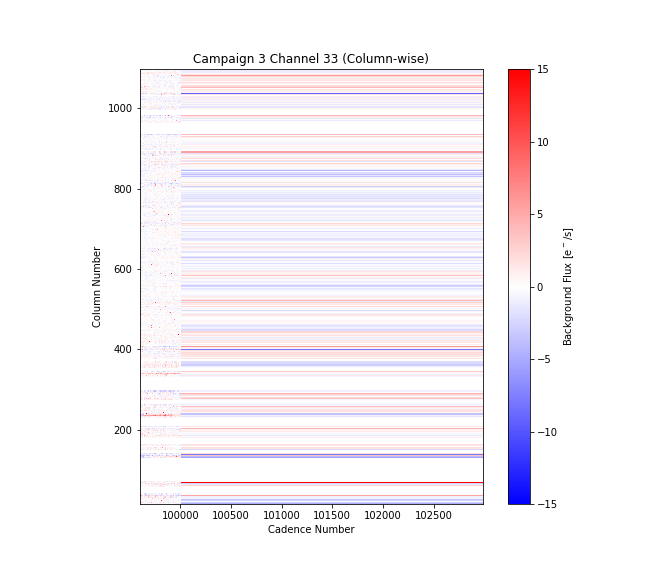 Campaign 3 Channel 33 (Column-wise)
1000
800
600
400
200
Column Number
100000 100500 101000 101500 102000 102500
Cadence Number
15
10
5
0
−5
−10
−15
Background Flux [e⁻/s]